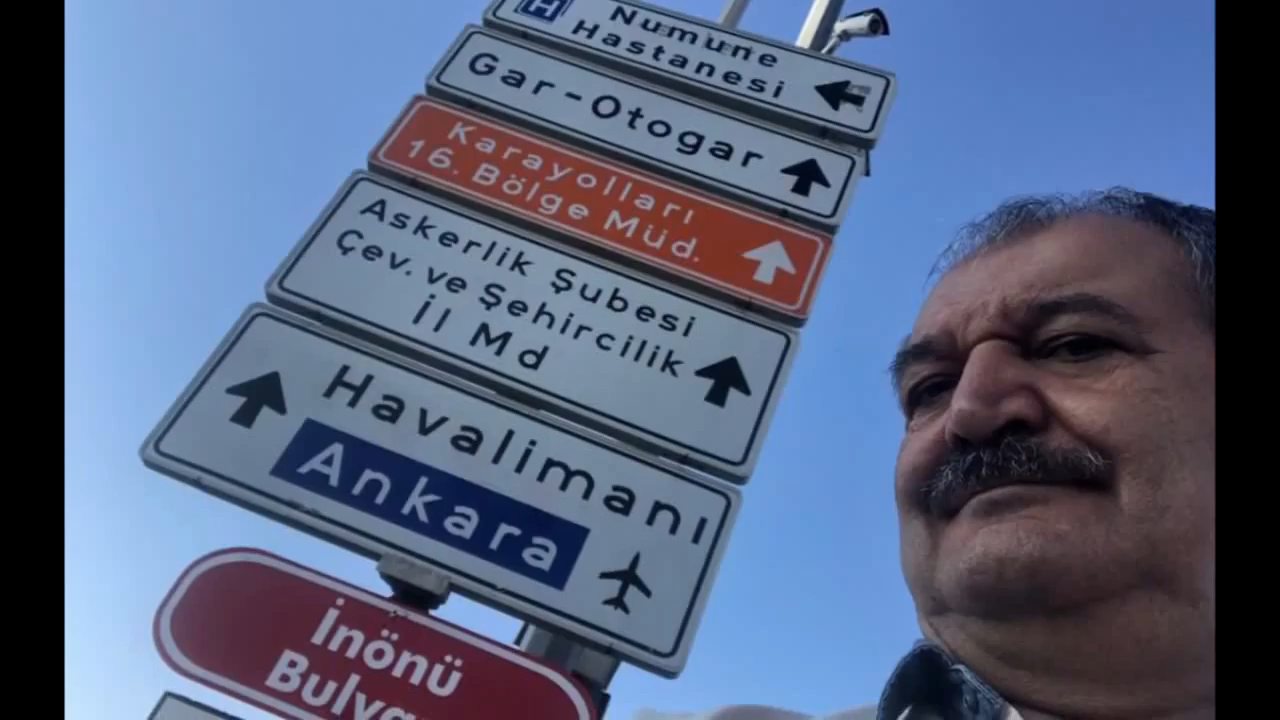 H Numune
Hastanesi
Gar-Otogar
Karayolları
16. Bölge Müd.
Askerlik Şubesi
Çev. ve Şehircilik
İl Md
Havalimanı
Ankara
İnönü